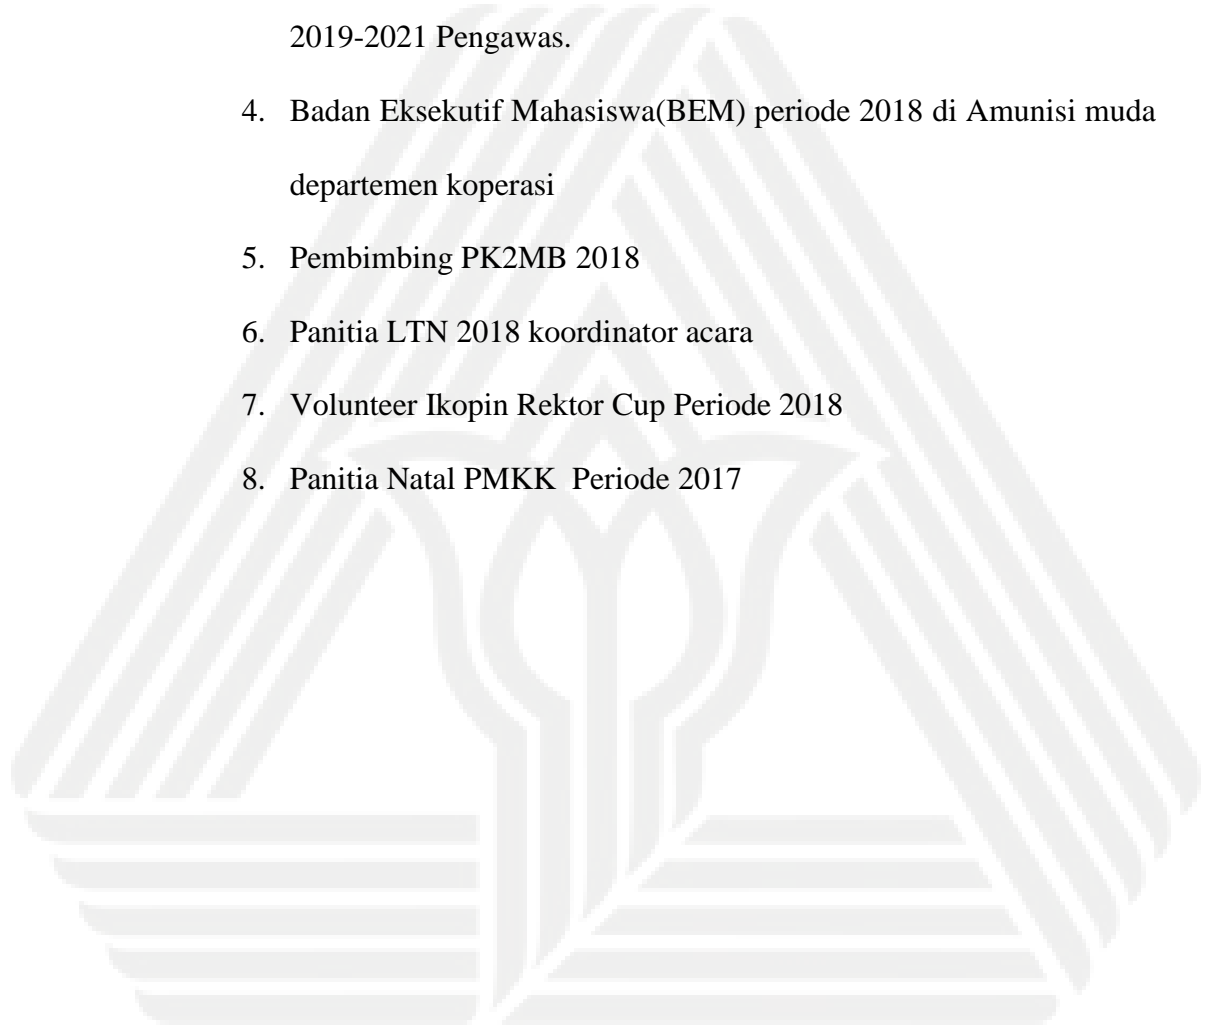 2019-2021 Pengawas.
4. Badan Eksekutif Mahasiswa(BEM) periode 2018 di Amunisi muda
departemen koperasi
5. Pembimbing PK2MB 2018
6. Panitia LTN 2018 koordinator acara
7. Volunteer Ikopin Rektor Cup Periode 2018
8. Panitia Natal PMKK  Periode 2017